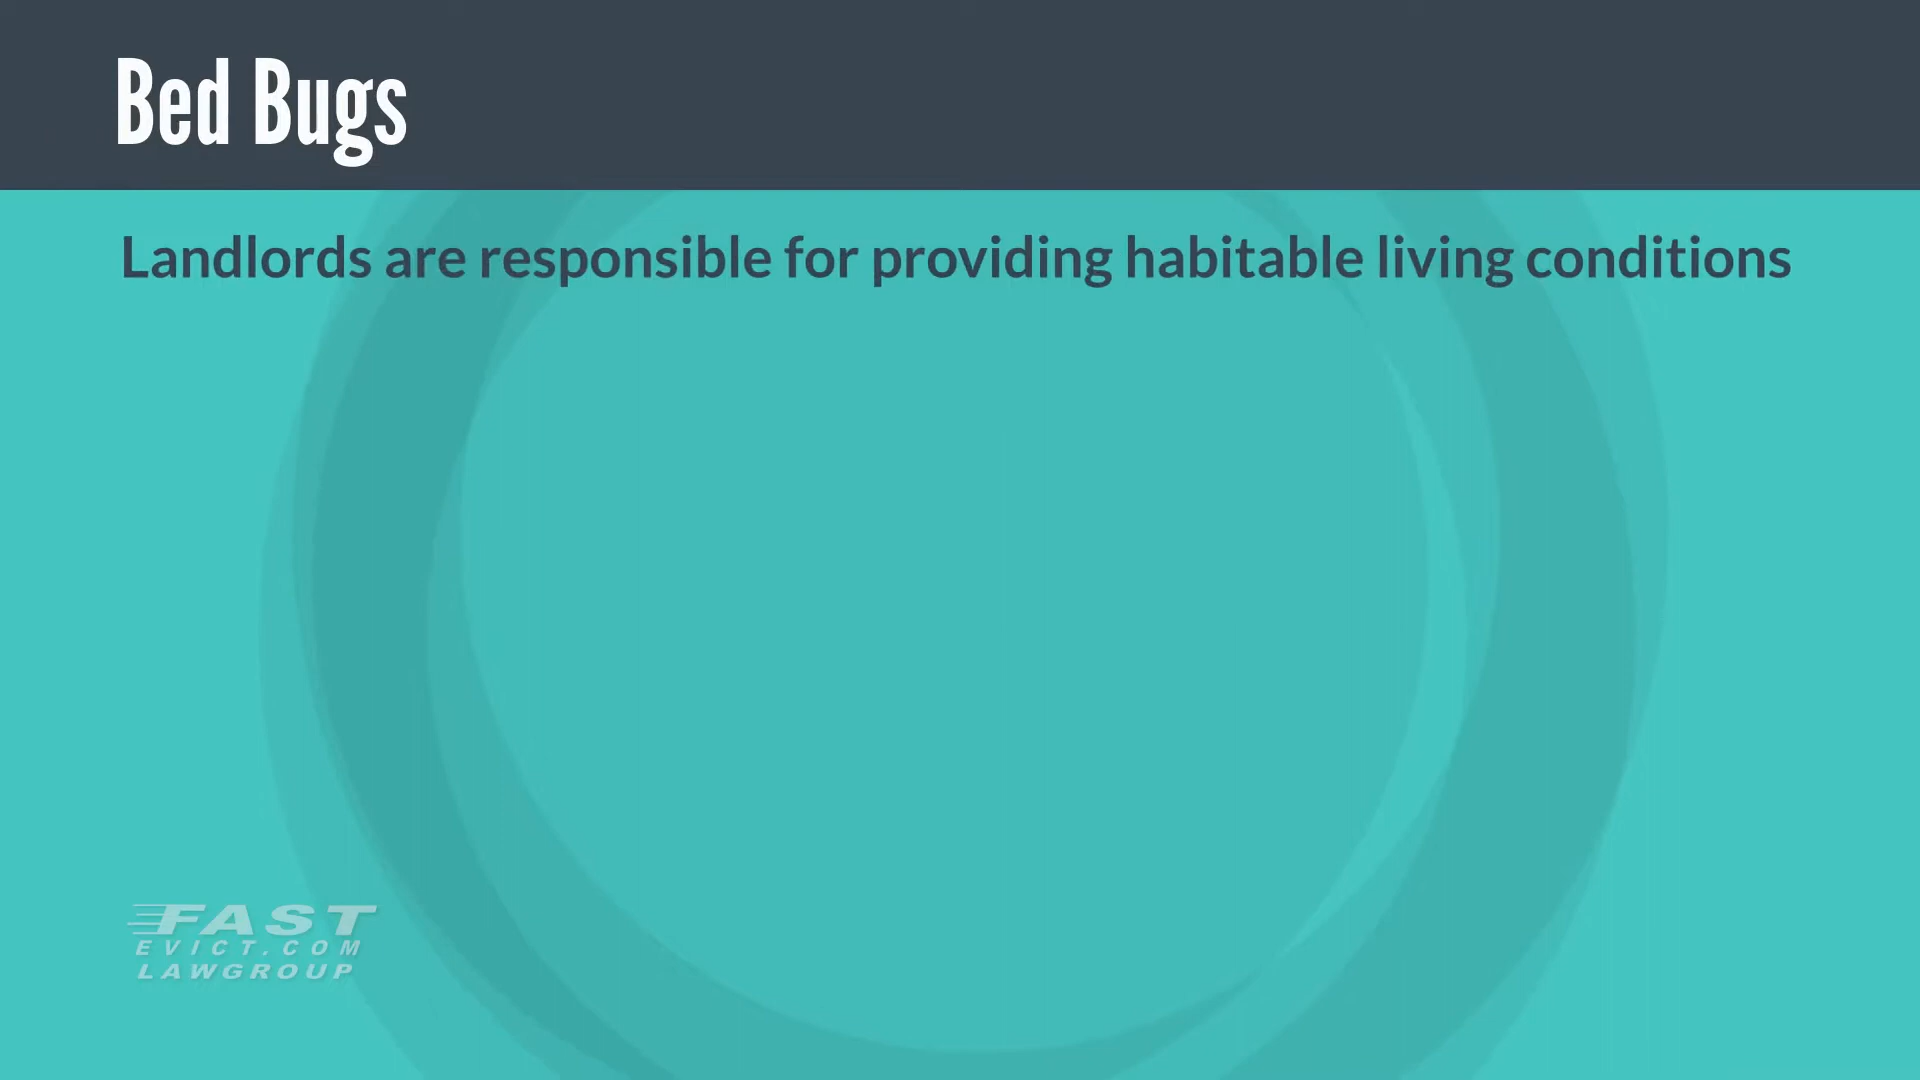 Bed Bugs
Landlords are responsible for providing habitable living conditions
FAST
EVICT.COM
LAWGROUP